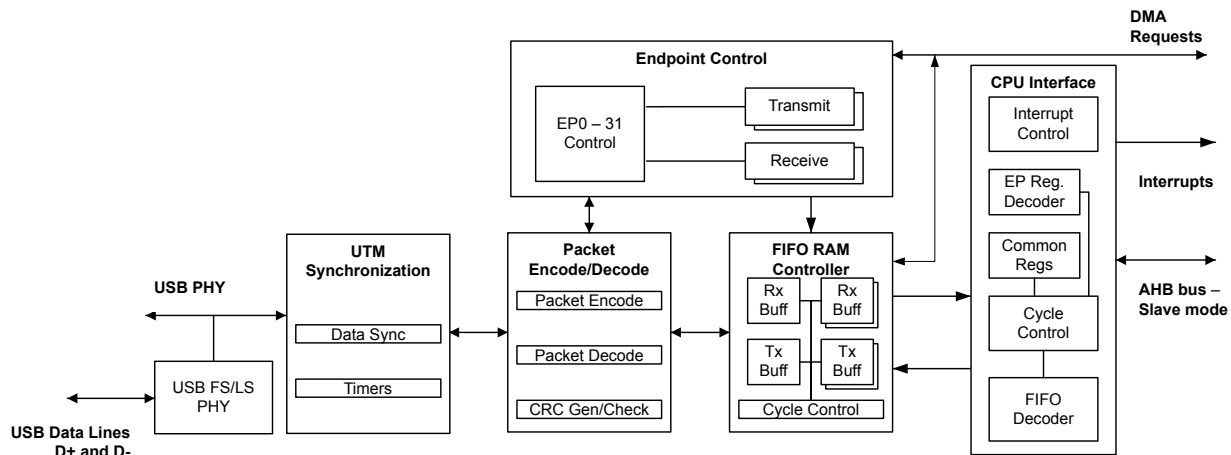 DMA
Requests
Endpoint Control
EP0 – 31
Control
Transmit
Receive
CPU Interface
Interrupt
Control
Interrupts
EP Reg.
Decoder
Common
Regs
AHB bus –
Slave mode
Cycle
Control
FIFO
Decoder
UTM
Synchronization
Data Sync
Timers
Packet
Encode/Decode
Packet Encode
Packet Decode
CRC Gen/Check
FIFO RAM
Controller
Rx
Buff
Rx
Buff
Tx
Buff
Tx
Buff
Cycle Control
USB PHY
USB FS/LS
PHY
USB Data Lines
D+ and D-